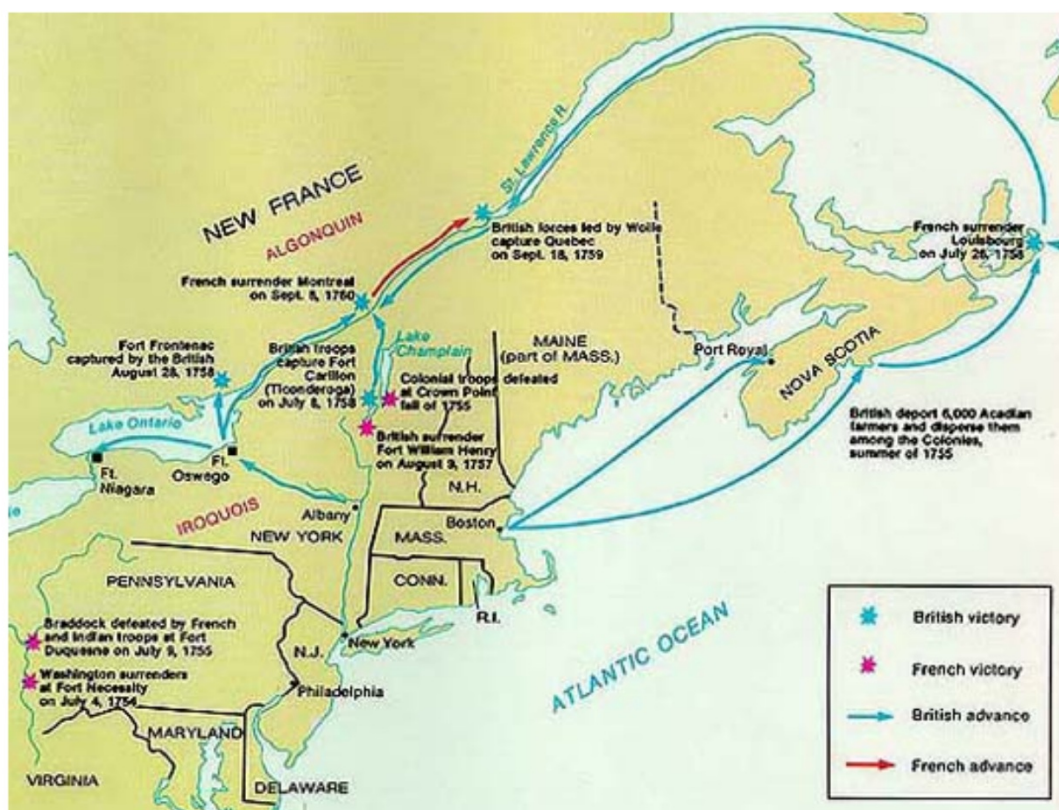 St. Lawrence R.
NEW FRANCE
ALGONQUIN
British forces led by Wolfe
capture Quebec
on Sept. 18, 1759
French surrender
Louisbourg
on July 26, 1758
French surrender Montreal
on Sept. 8, 1760
Fort Frontenac
captured by the British
August 28, 1758
British troops
capture Fort
Carillon
(Ticonderoga)
on July 8, 1758
Lake
Champlain
MAINE
(part of MASS.)
Port Royal
NOVA SCOTIA
Colonial troops defeated
at Crown Point
fall of 1755
British surrender
Fort William Henry
on August 9, 1757
British deport 6,000 Acadian
farmers and disperse them
among the Colonies,
summer of 1755
Lake Ontario
Ft.
Oswego
Ft.
Niagara
IROQUOIS
Albany
NEW YORK
N.H.
Boston
MASS.
CONN.
R.I.
PENNSYLVANIA
Braddock defeated by French
and Indian troops at Fort
Duquesne on July 9, 1755
Washington surrenders
at Fort Necessity
on July 4, 1754
N.J.
New York
Philadelphia
MARYLAND
VIRGINIA
DELAWARE
ATLANTIC OCEAN
British victory
French victory
British advance
French advance